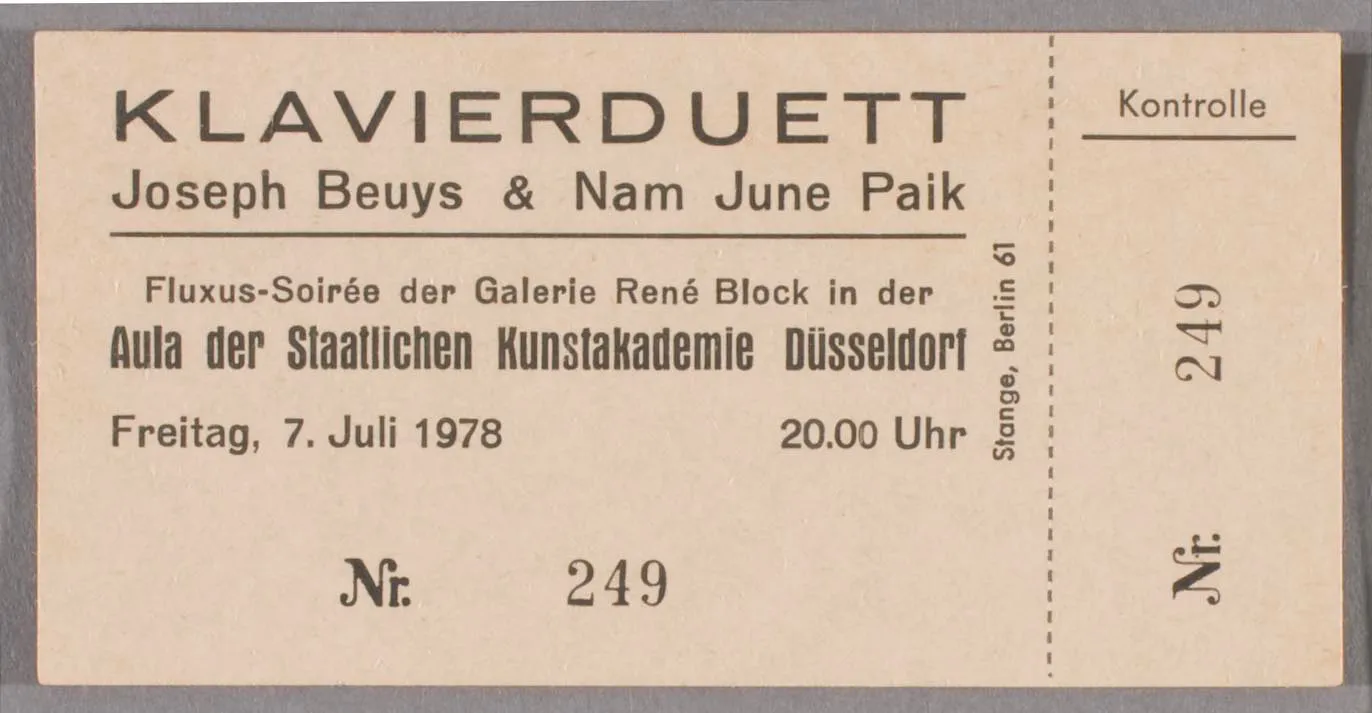 KLAVIERDUETT
Joseph Beuys & Nam June Paik
Fluxus-Soirée der Galerie René Block in der
Aula der Staatlichen Kunstakademie Düsseldorf
Freitag, 7. Juli 1978 20.00 Uhr
Nr. 249
Stange, Berlin 61
Kontrolle
Nr. 249